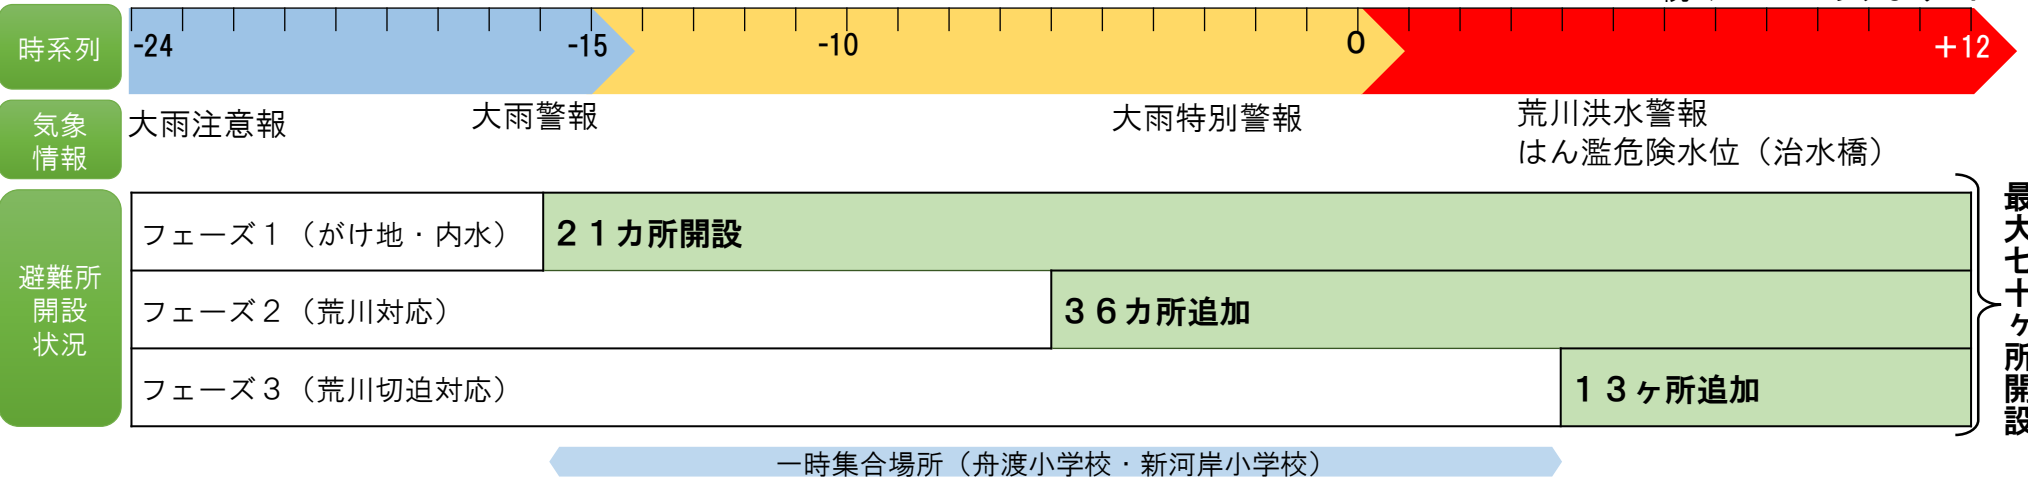 時系列
-24
-15
-10
0
＋12
気象
情報
大雨注意報
大雨警報
大雨特別警報
荒川洪水警報
はん濫危険水位（治水橋）
避難所
開設
状況
フェーズ１（がけ地・内水）
２１カ所開設
フェーズ２（荒川対応）
３６カ所追加
フェーズ３（荒川切迫対応）
１３ヶ所追加
最大七十ヶ所開設
一時集合場所（舟渡小学校・新河岸小学校）